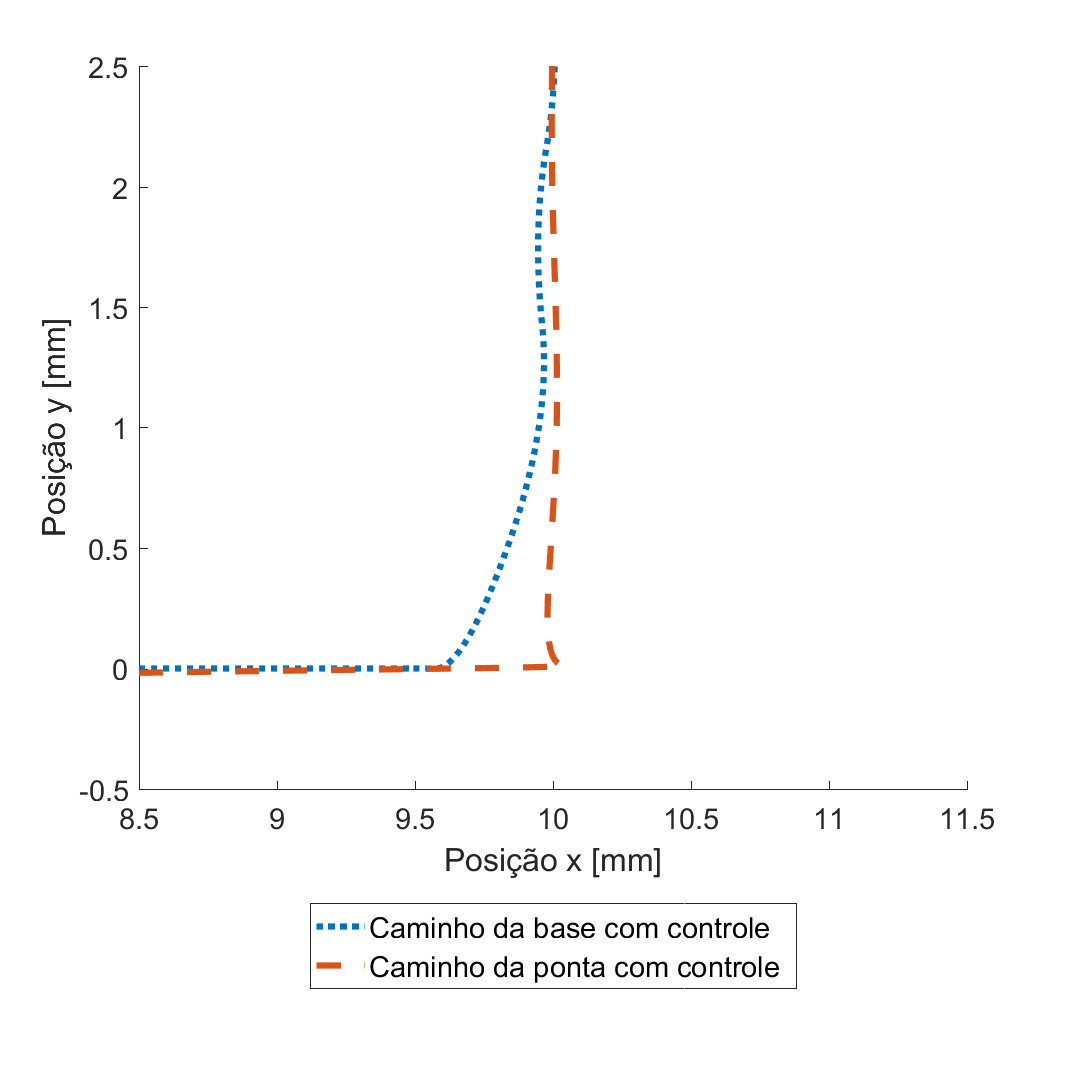 2.5
2
1.5
1
0.5
0
-0.5
Posição y [mm]
8.5 9 9.5 10 10.5 11 11.5
Posição x [mm]
Caminho da base com controle
Caminho da ponta com controle